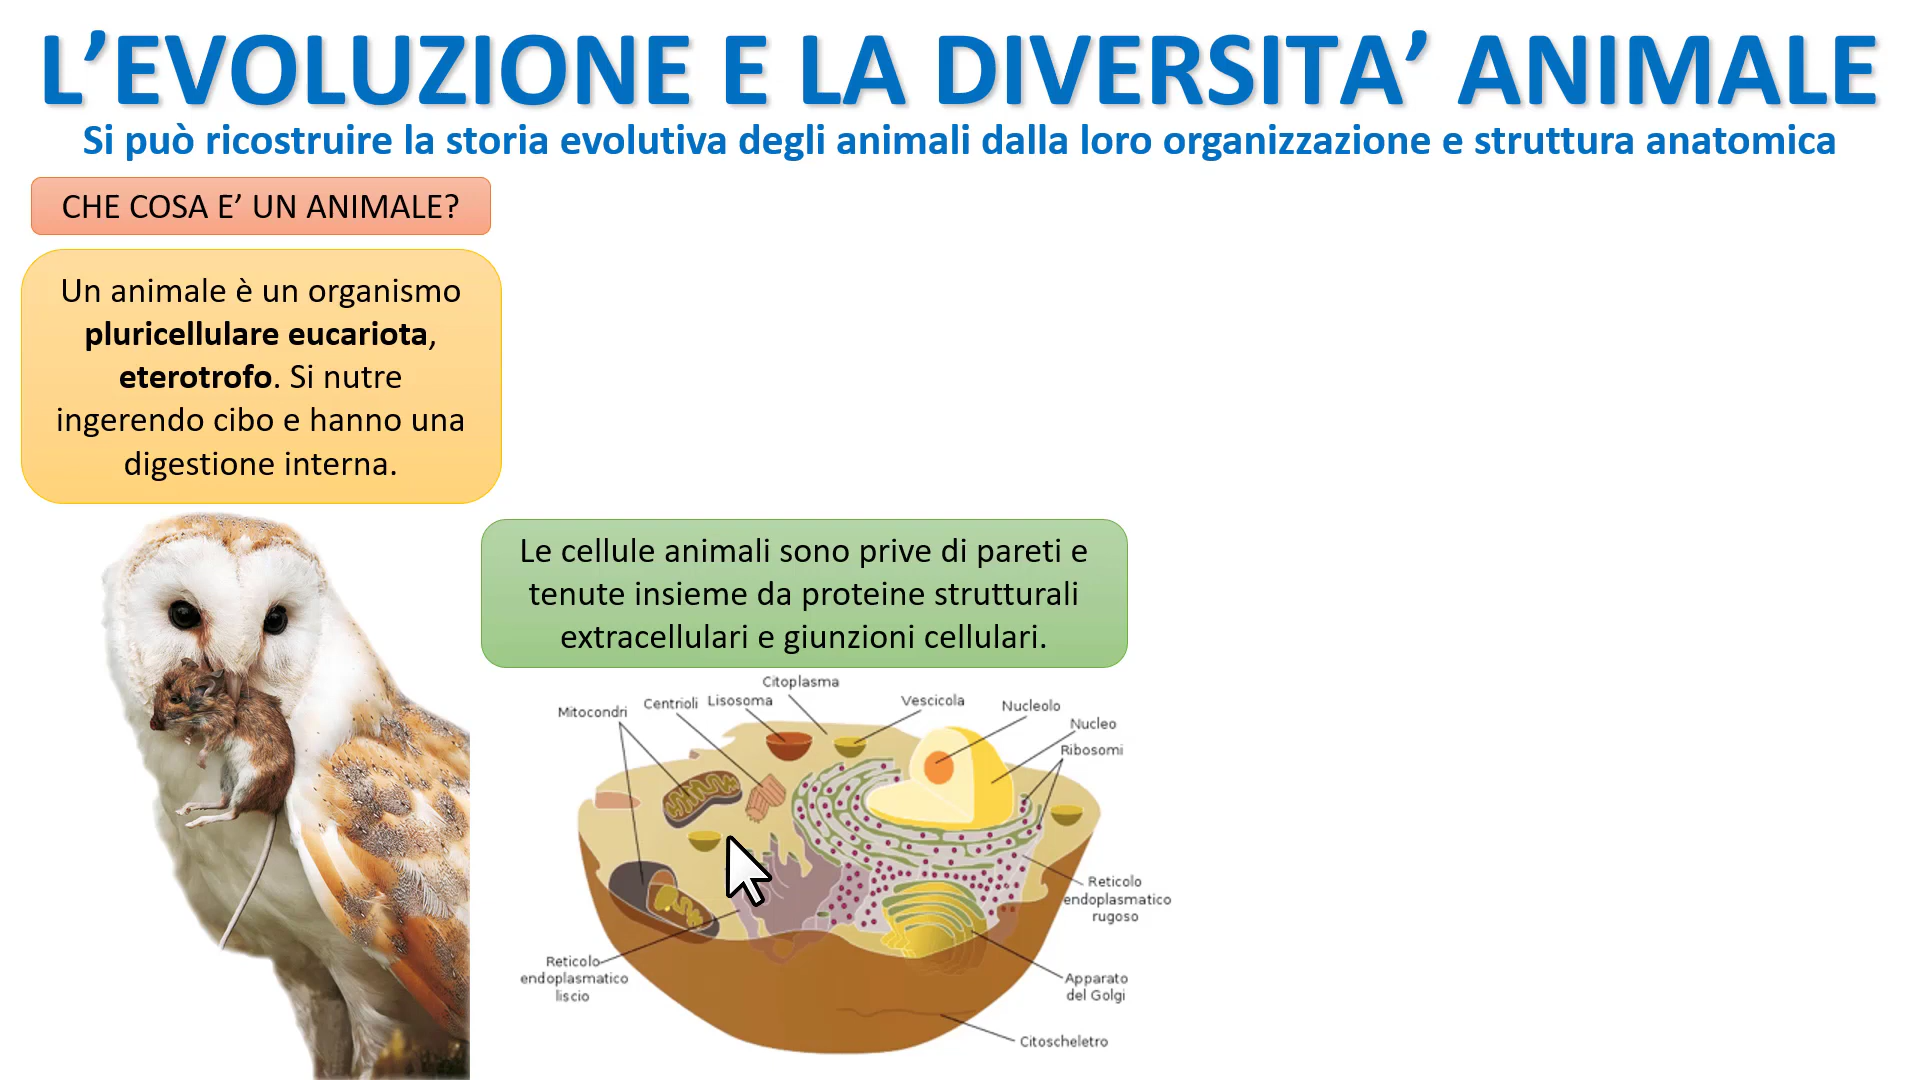 L’EVOLUZIONE E LA DIVERSITA’ ANIMALE
Si può ricostruire la storia evolutiva degli animali dalla loro organizzazione e struttura anatomica
CHE COSA E’ UN ANIMALE?
Un animale è un organismo
pluricellulare eucariota,
eterotrofo. Si nutre
ingerendo cibo e hanno una
digestione interna.
Le cellule animali sono prive di pareti e
tenute insieme da proteine strutturali
extracellulari e giunzioni cellulari.
Citoplasma
Mitocondri
Centrioli
Lisosoma
Vescicola
Nucleolo
Nucleo
Ribosomi
Reticolo
endoplasmatico
rugoso
Reticolo
endoplasmatico
liscio
Apparato
del Golgi
Citoscheletro